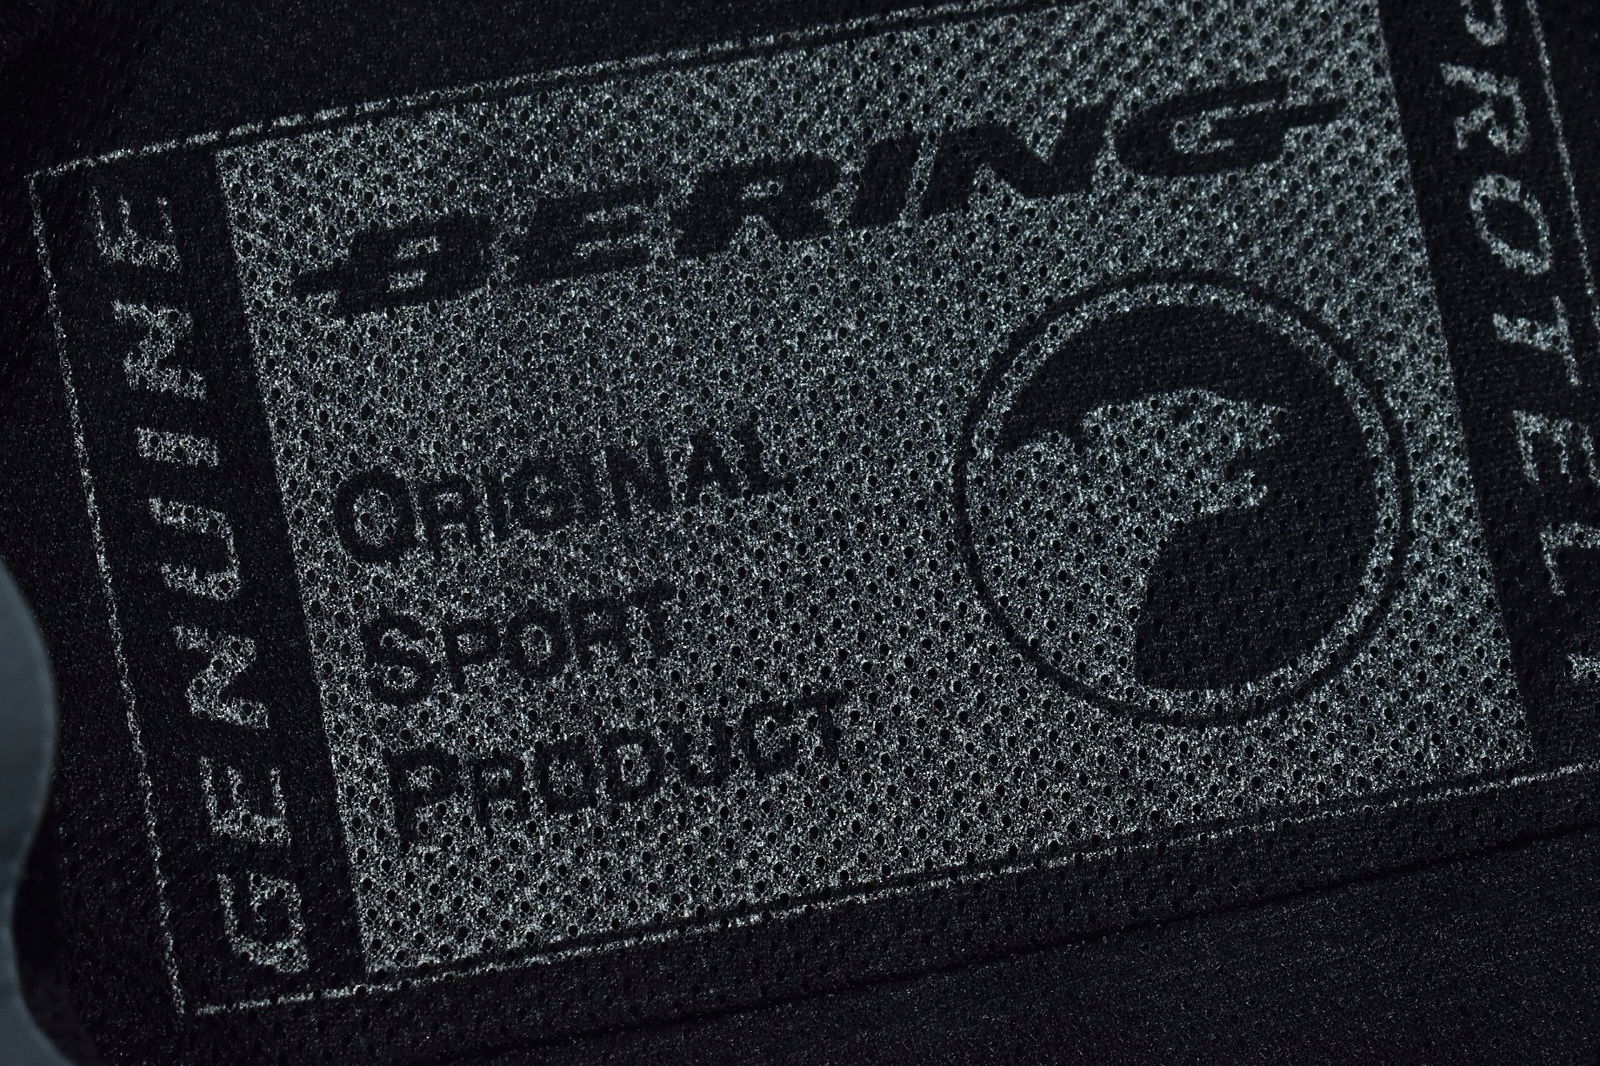 GENUINE
BERING
ORIGINAL
SPORT
PRODUCT